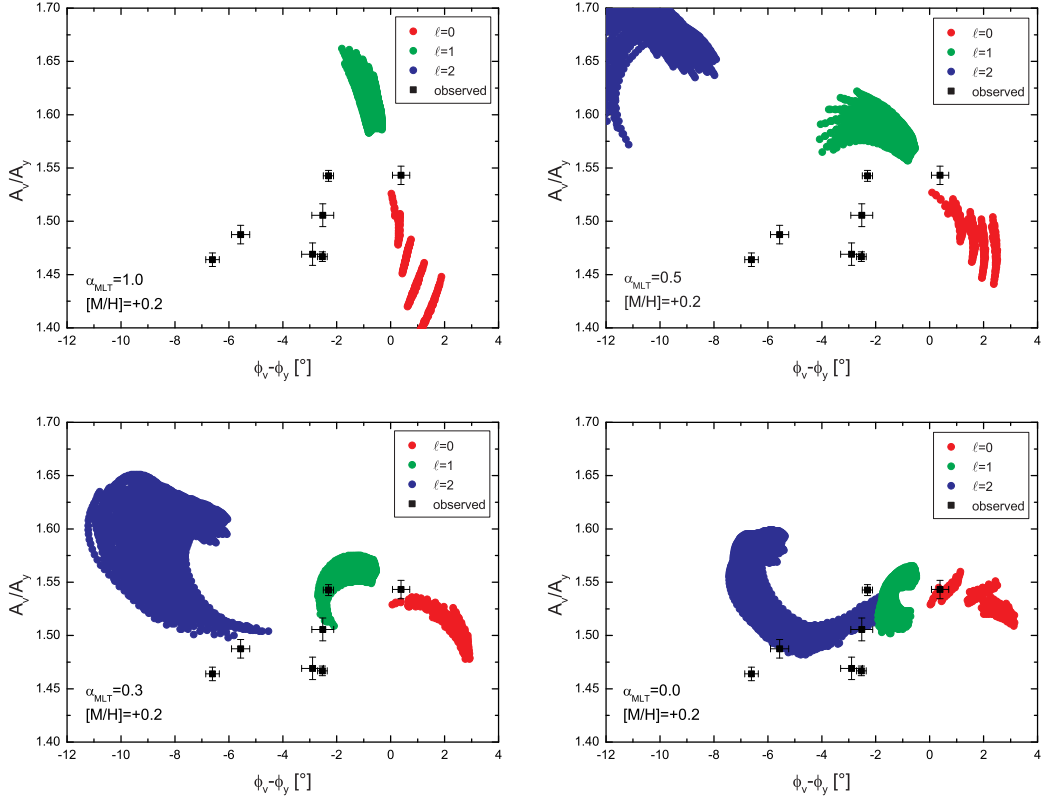 1.70
1.65
1.60
1.55
1.50
1.45
1.40
A_v/A_y
ℓ=0
ℓ=1
ℓ=2
observed
α_MLT=1.0
[M/H]=+0.2
-12 -10 -8 -6 -4 -2 0 2 4
ϕ_v-ϕ_y [°]
1.70
1.65
1.60
1.55
1.50
1.45
1.40
A_v/A_y
ℓ=0
ℓ=1
ℓ=2
observed
α_MLT=0.5
[M/H]=+0.2
-12 -10 -8 -6 -4 -2 0 2 4
ϕ_v-ϕ_y [°]
1.70
1.65
1.60
1.55
1.50
1.45
1.40
A_v/A_y
ℓ=0
ℓ=1
ℓ=2
observed
α_MLT=0.3
[M/H]=+0.2
-12 -10 -8 -6 -4 -2 0 2 4
ϕ_v-ϕ_y [°]
1.70
1.65
1.60
1.55
1.50
1.45
1.40
A_v/A_y
ℓ=0
ℓ=1
ℓ=2
observed
α_MLT=0.0
[M/H]=+0.2
-12 -10 -8 -6 -4 -2 0 2 4
ϕ_v-ϕ_y [°]